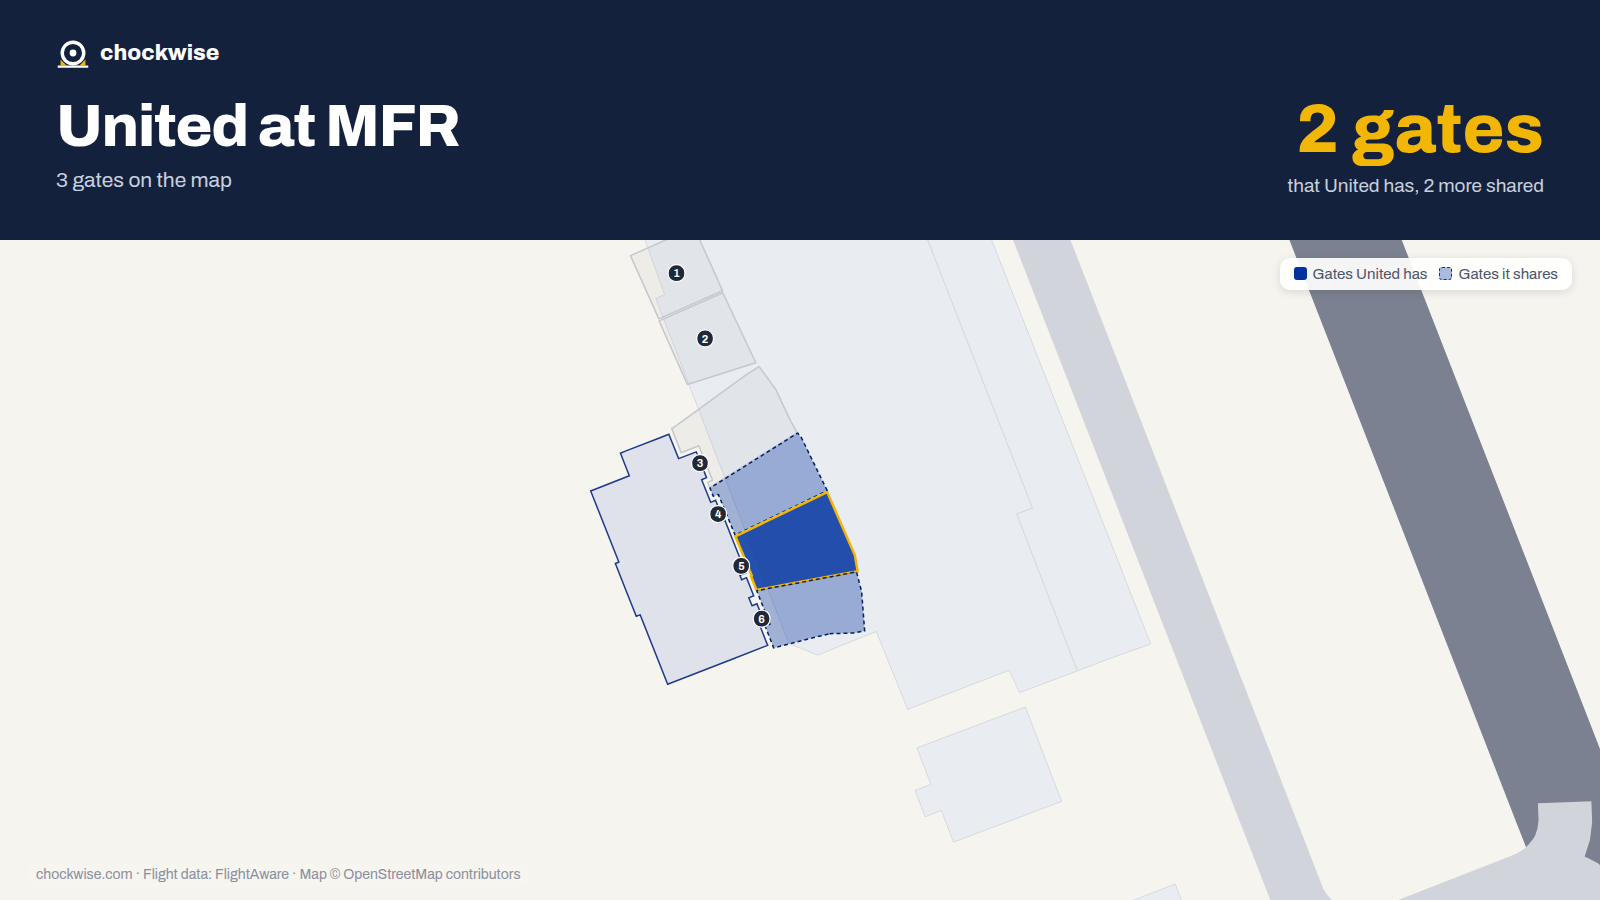 chockwise
United at MFR
3 gates on the map
2 gates
that United has, 2 more shared
Gates United has
Gates it shares
1
2
3
4
5
6
chockwise.com · Flight data: FlightAware · Map © OpenStreetMap contributors